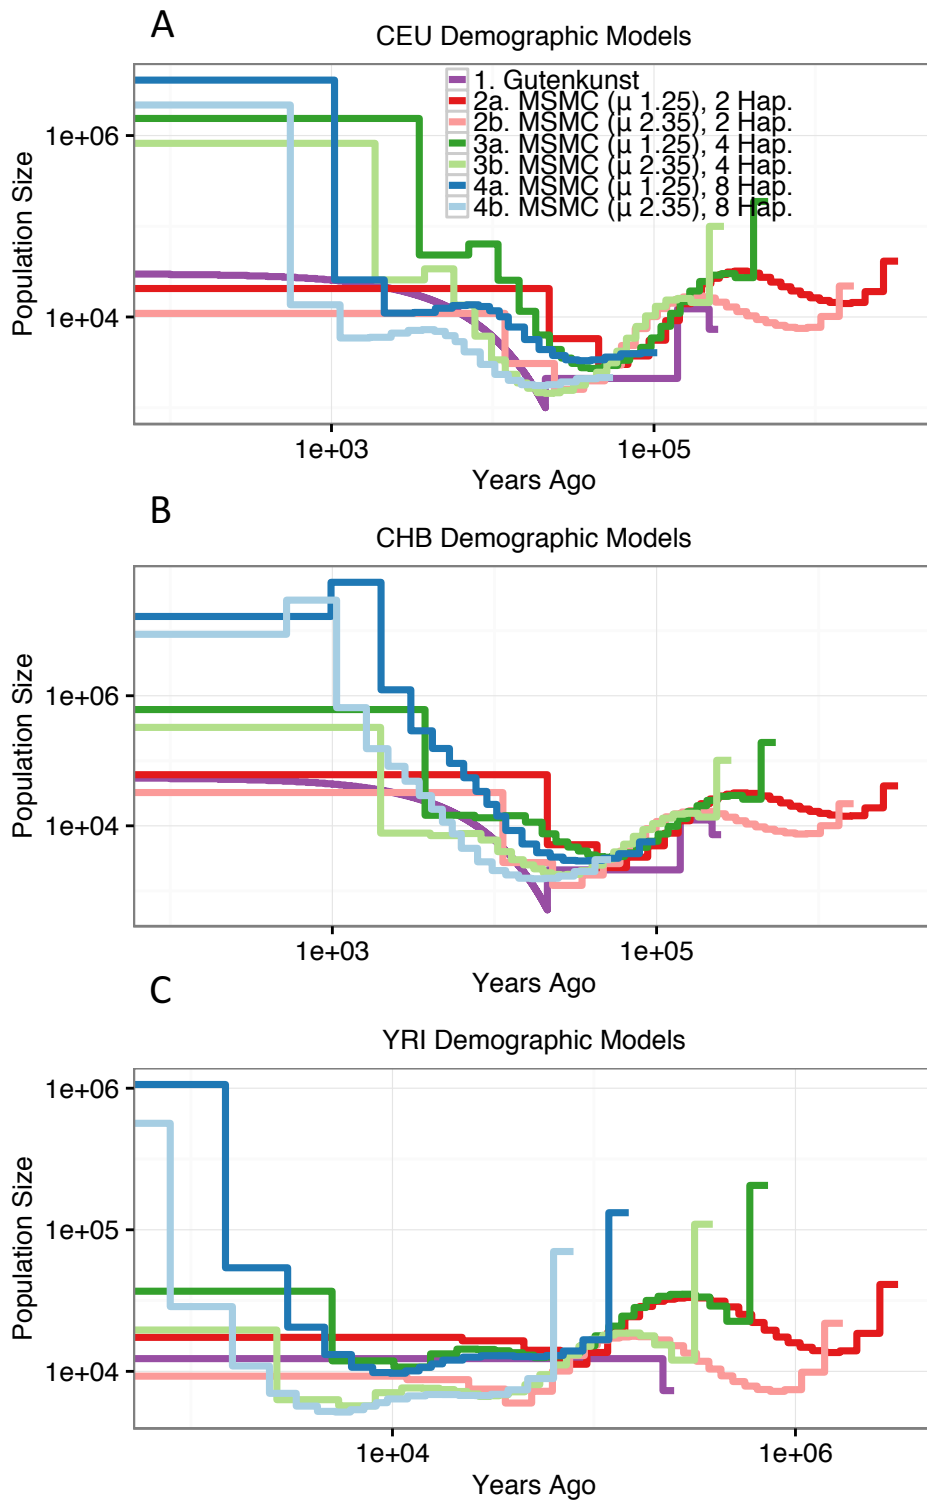 A
CEU Demographic Models
1. Gutenkunst
2a. MSMC (μ 1.25), 2 Hap.
2b. MSMC (μ 2.35), 2 Hap.
3a. MSMC (μ 1.25), 4 Hap.
3b. MSMC (μ 2.35), 4 Hap.
4a. MSMC (μ 1.25), 8 Hap.
4b. MSMC (μ 2.35), 8 Hap.
Population Size
1e+06
1e+04
1e+03
1e+05
Years Ago
B
CHB Demographic Models
Population Size
1e+06
1e+04
1e+03
1e+05
Years Ago
C
YRI Demographic Models
Population Size
1e+06
1e+05
1e+04
1e+04
1e+06
Years Ago